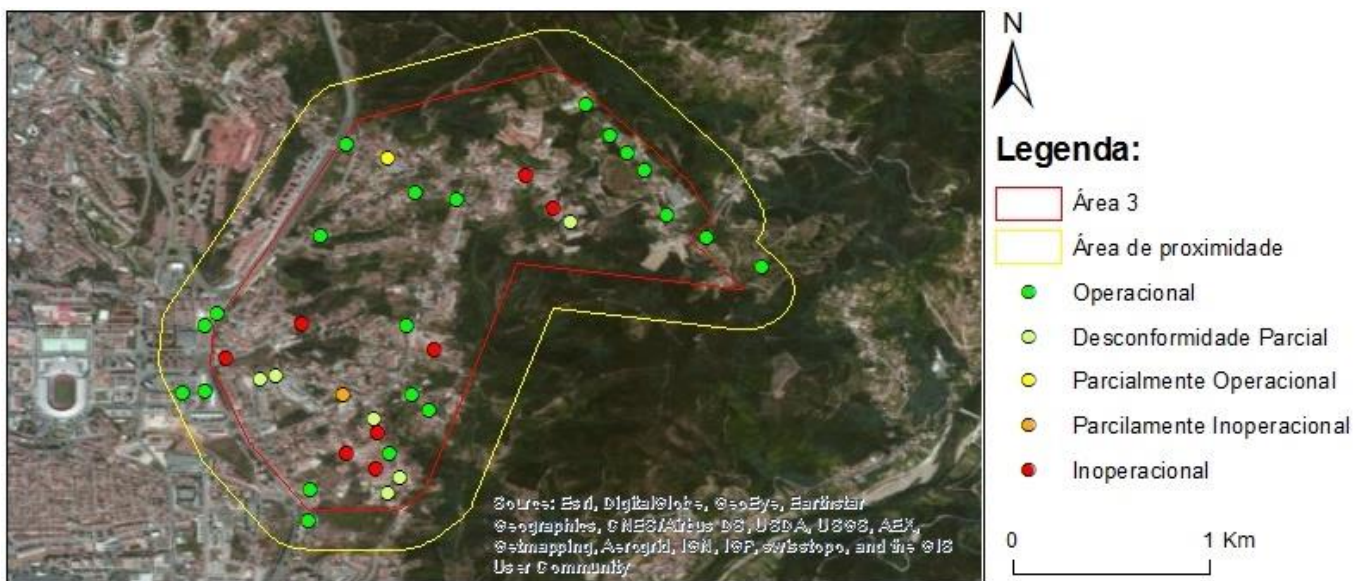 N
Legenda:
Área 3
Área de proximidade
Operacional
Desconformidade Parcial
Parcialmente Operacional
Parcilamente Inoperacional
Inoperacional
0 1 Km
Source: Esri, DigitalGlobe, GeoEye, Earthstar
Geographics, CNES/Airbus DS, USDA, USGS, AEX,
Getmapping, Aerogrid, IGN, IGP, swisstopo, and the GIS
User Community